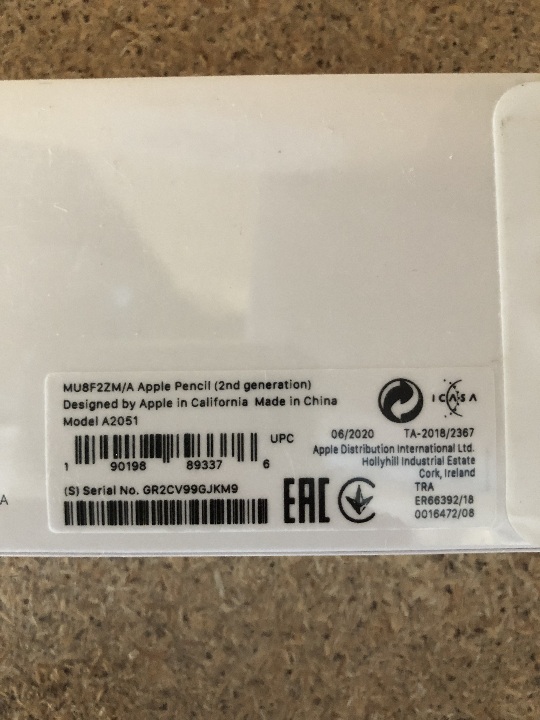 MU8F2ZM/A Apple Pencil (2nd generation)
Designed by Apple in California Made in China
Model A2051
UPC
1 90198 89337 6
(S) Serial No. GR2CV99GJKM9
ICASA
06/2020 TA-2018/2367
Apple Distribution International Ltd.
Hollyhill Industrial Estate
Cork, Ireland
EAC
TRA
ER66392/18
0016472/08
A